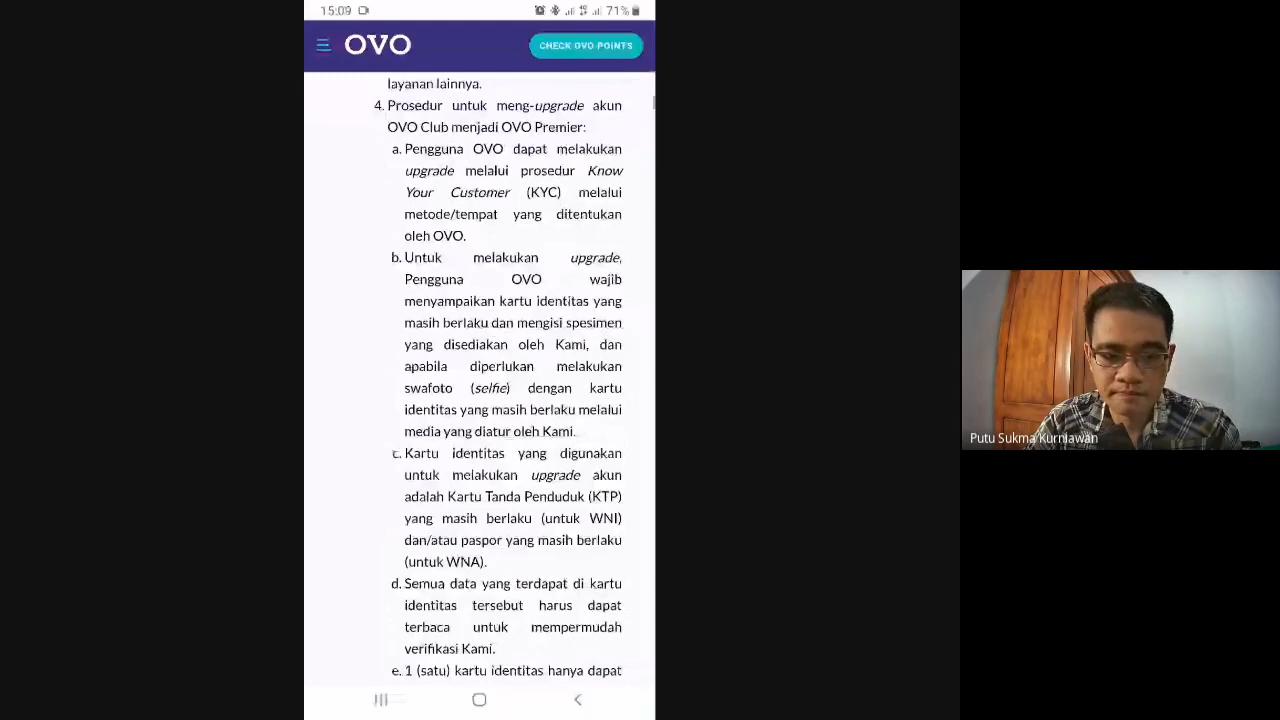 15:09
71%
OVO
CHECK OVO POINTS
layanan lainnya.
4. Prosedur untuk meng-upgrade akun
OVO Club menjadi OVO Premier:
a. Pengguna OVO dapat melakukan
upgrade melalui prosedur Know
Your Customer (KYC) melalui
metode/tempat yang ditentukan
oleh OVO.
b. Untuk melakukan upgrade,
Pengguna OVO wajib
menyampaikan kartu identitas yang
masih berlaku dan mengisi spesimen
yang disediakan oleh Kami, dan
apabila diperlukan melakukan
swafoto (selfie) dengan kartu
identitas yang masih berlaku melalui
media yang diatur oleh Kami.
c. Kartu identitas yang digunakan
untuk melakukan upgrade akun
adalah Kartu Tanda Penduduk (KTP)
yang masih berlaku (untuk WNI)
dan/atau paspor yang masih berlaku
(untuk WNA).
d. Semua data yang terdapat di kartu
identitas tersebut harus dapat
terbaca untuk mempermudah
verifikasi Kami.
e. 1 (satu) kartu identitas hanya dapat
Putu Sukma Kurniawan